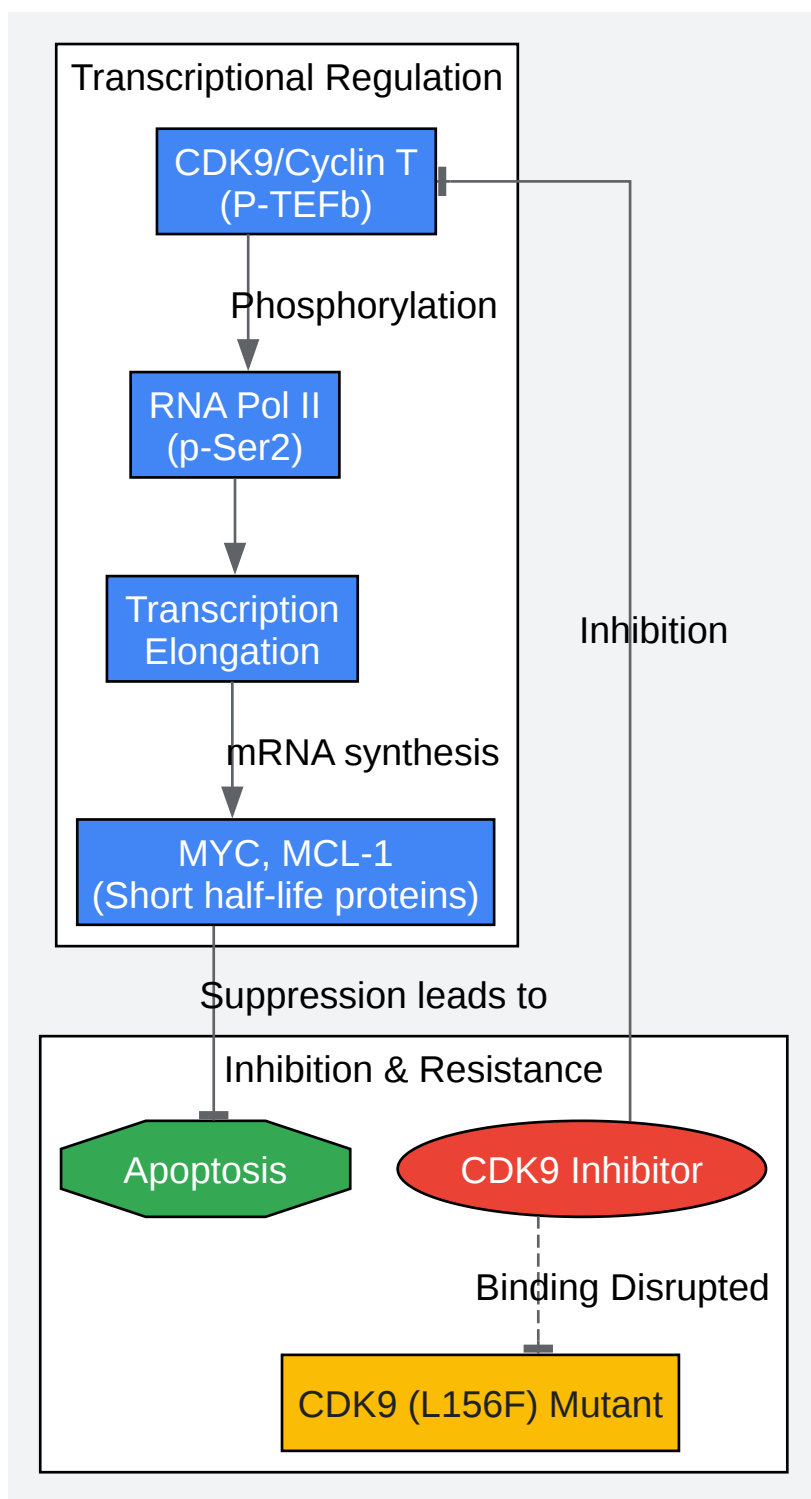 Transcriptional Regulation
CDK9/Cyclin T
(P-TEFb)
Phosphorylation
RNA Pol II
(p-Ser2)
Transcription
Elongation
Inhibition
mRNA synthesis
MYC, MCL-1
(Short half-life proteins)
Suppression leads to
Inhibition & Resistance
Apoptosis
CDK9 Inhibitor
Binding Disrupted
CDK9 (L156F) Mutant